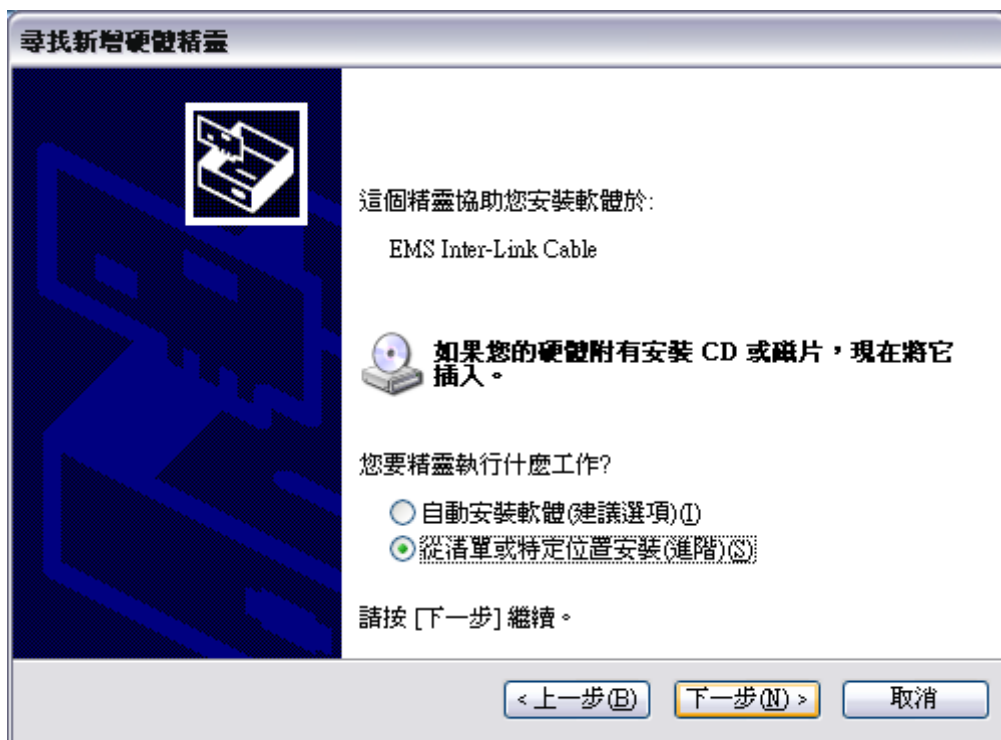 尋找新增硬體精靈
這個精靈協助您安裝軟體於:
EMS Inter-Link Cable
如果您的硬體附有安裝 CD 或磁片，現在將它
插入。
您要精靈執行什麼工作?
自動安裝軟體(建議選項)(I)
從清單或特定位置安裝(進階)(S)
請按 [下一步] 繼續。
< 上一步(B) 下一步(N) > 取消